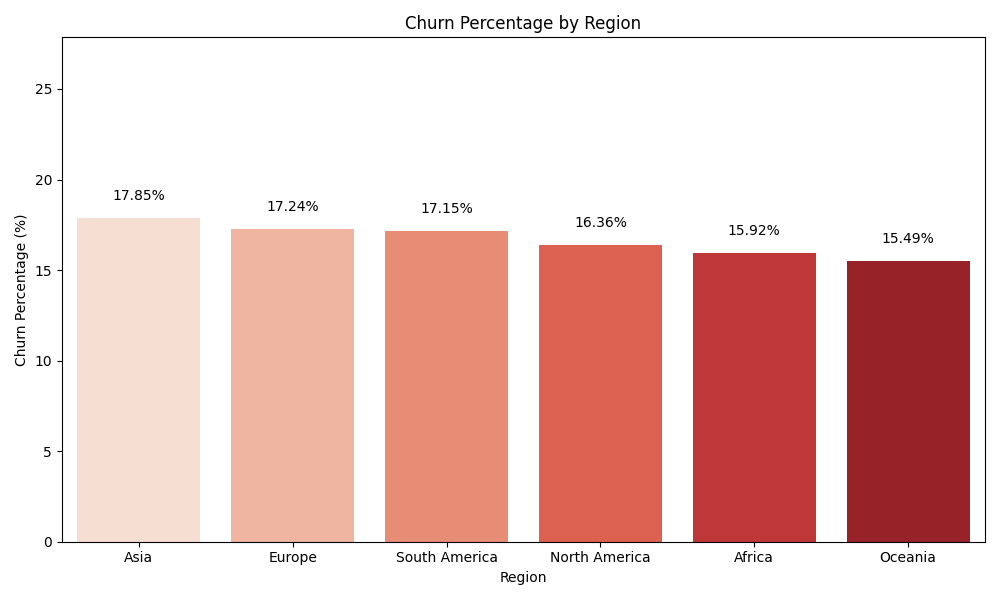 Churn Percentage by Region
Churn Percentage (%)
25
20
15
10
5
0
17.85%
17.24%
17.15%
16.36%
15.92%
15.49%
Asia
Europe
South America
North America
Africa
Oceania
Region